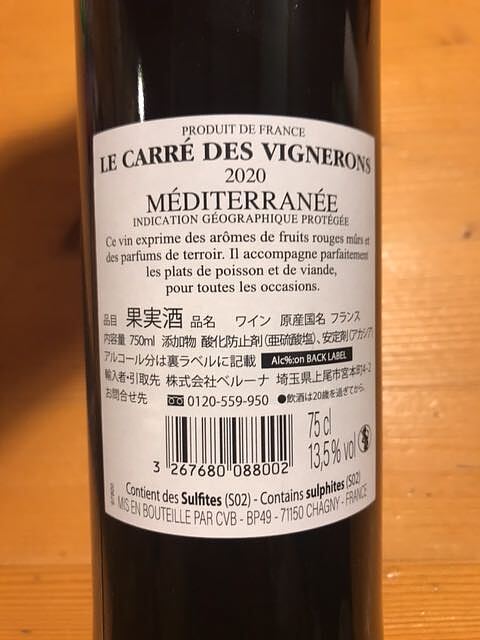 PRODUIT DE FRANCE
LE CARRÉ DES VIGNERONS
2020
MÉDITERRANÉE
INDICATION GÉOGRAPHIQUE PROTÉGÉE
Ce vin exprime des arômes de fruits rouges mûrs et
des parfums de terroir. Il accompagne parfaitement
les plats de poisson et de viande,
pour toutes les occasions.
品目 果実酒 品名 ワイン 原産国名 フランス
内容量 750ml 添加物 酸化防止剤(亜硫酸塩)、安定剤(アカシア)
アルコール分は裏ラベルに記載 Alc%:on BACK LABEL
輸入者・引取先 株式会社ベルーナ 埼玉県上尾市宮本町4-2
お問合せ先 0120-559-950 ●飲酒は20歳を過ぎてから。
75 cl
13,5% vol
3 267680 088002
Contient des Sulfites (SO2) - Contains sulphites (SO2)
MIS EN BOUTEILLE PAR CVB - BP49 - 71150 CHAGNY - FRANCE